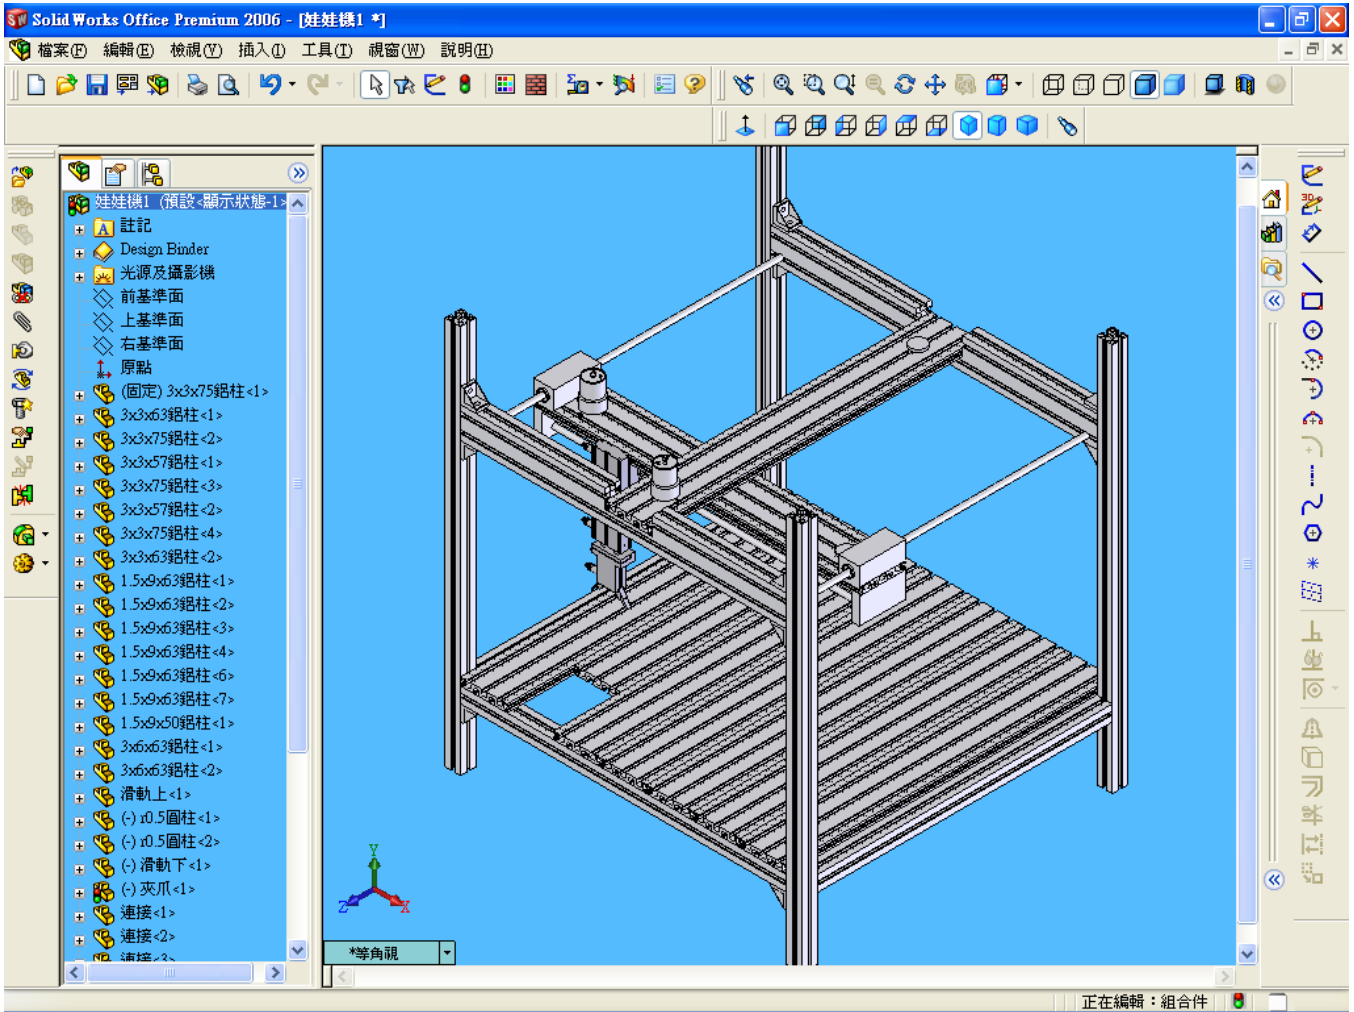 SolidWorks Office Premium 2006 - [娃娃機1 *]
檔案(F) 編輯(E) 檢視(V) 插入(I) 工具(T) 視窗(W) 說明(H)
娃娃機1 (預設<顯示狀態-1>
註記
Design Binder
光源及攝影機
前基準面
上基準面
右基準面
原點
(固定) 3x3x75鋁柱<1>
3x3x63鋁柱<1>
3x3x75鋁柱<2>
3x3x57鋁柱<1>
3x3x75鋁柱<3>
3x3x57鋁柱<2>
3x3x75鋁柱<4>
3x3x63鋁柱<2>
1.5x9x63鋁柱<1>
1.5x9x63鋁柱<2>
1.5x9x63鋁柱<3>
1.5x9x63鋁柱<4>
1.5x9x63鋁柱<6>
1.5x9x63鋁柱<7>
1.5x9x50鋁柱<1>
3x6x63鋁柱<1>
3x6x63鋁柱<2>
滑軌上<1>
(-) r0.5圓柱<1>
(-) r0.5圓柱<2>
(-) 滑軌下<1>
(-) 夾爪<1>
連接<1>
連接<2>
連接<3>
Y
Z
X
*等角視
正在編輯：組合件